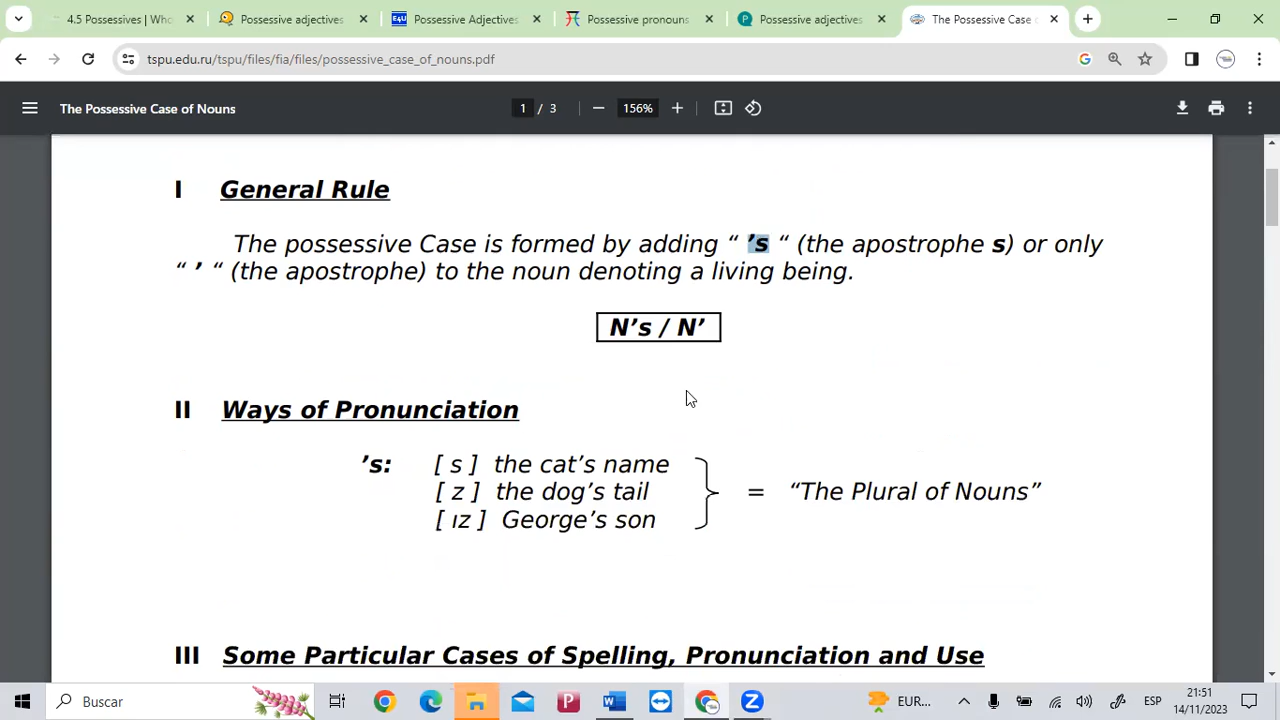 4.5 Possessives | Who
Possessive adjectives
E4U
Possessive Adjectives
Possessive pronouns
Possessive adjectives
The Possessive Case o
tspu.edu.ru/tspu/files/fia/files/possessive_case_of_nouns.pdf
The Possessive Case of Nouns
1 / 3
156%
I General Rule
The possessive Case is formed by adding “ ’s “ (the apostrophe s) or only
“ ’ “ (the apostrophe) to the noun denoting a living being.
N’s / N’
II Ways of Pronunciation
’s: [ s ] the cat’s name
[ z ] the dog’s tail = “The Plural of Nouns”
[ ɪz ] George’s son
III Some Particular Cases of Spelling, Pronunciation and Use
Buscar
EUR...
ESP
21:51
14/11/2023